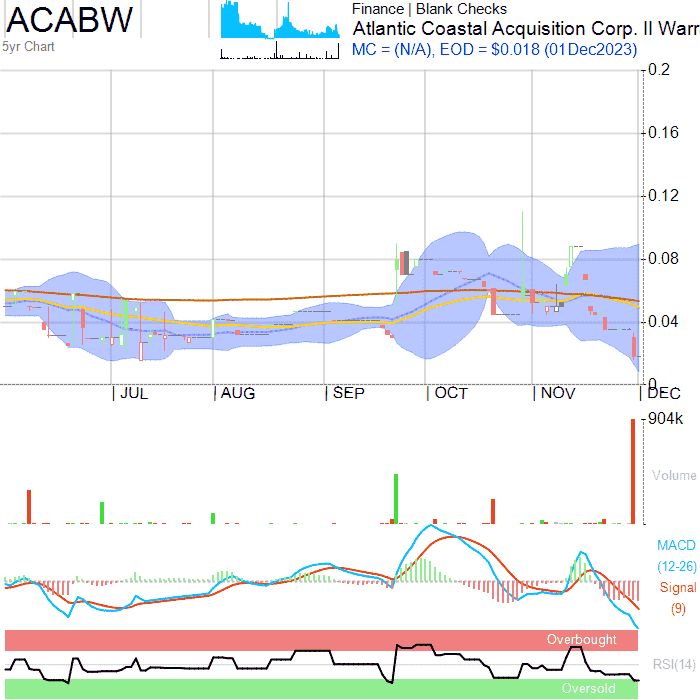 ACABW
5yr Chart
Finance | Blank Checks
Atlantic Coastal Acquisition Corp. II Warr
MC = (N/A), EOD = $0.018 (01Dec2023)
0.2
0.16
0.12
0.08
0.04
0
| JUL
| AUG
| SEP
| OCT
| NOV
| DEC
904k
Volume
MACD
(12-26)
Signal
(9)
Overbought
RSI(14)
Oversold